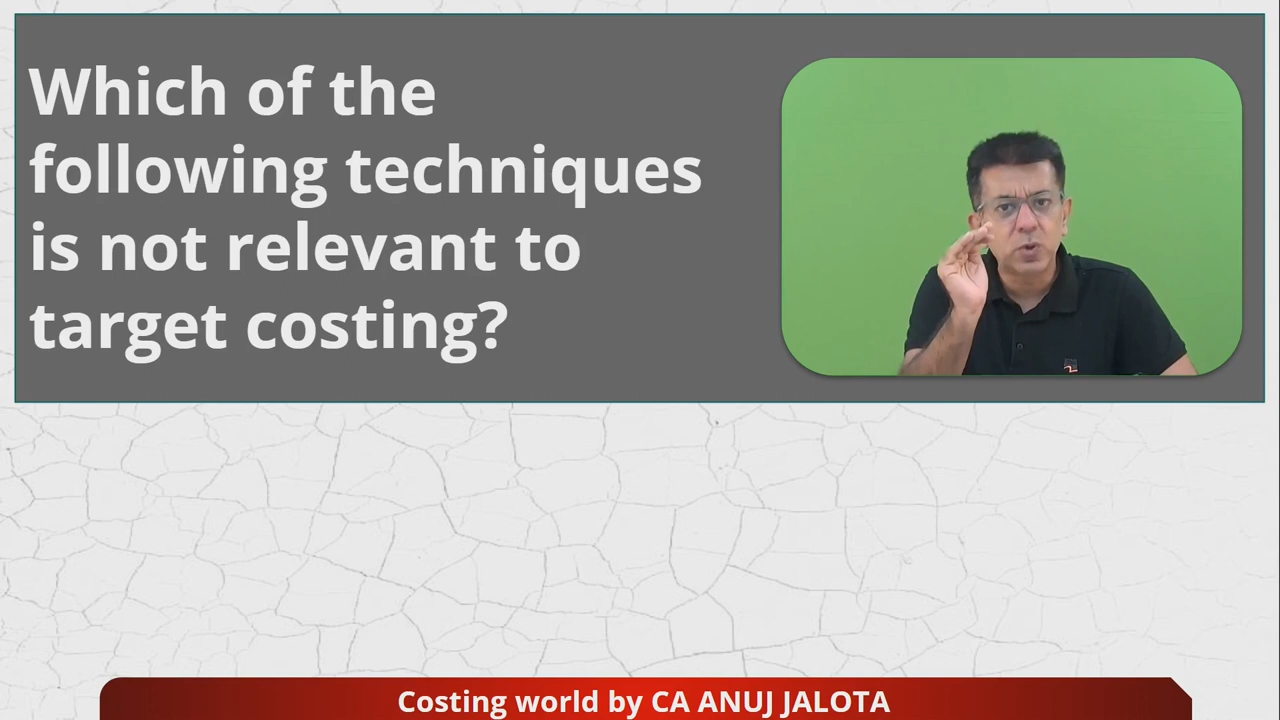 Which of the
following techniques
is not relevant to
target costing?
Costing world by CA ANUJ JALOTA